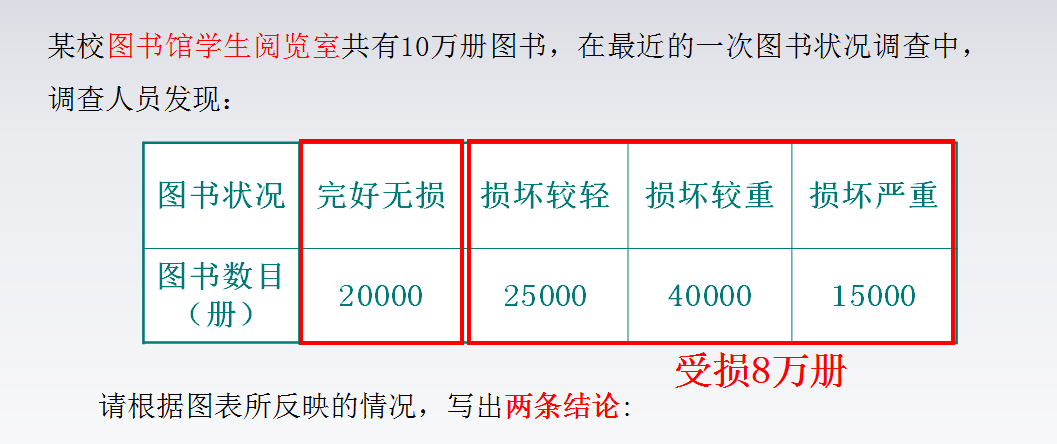 某校图书馆学生阅览室共有10万册图书，在最近的一次图书状况调查中，
调查人员发现：
图书状况 完好无损 损坏较轻 损坏较重 损坏严重
图书数目
（册） 20000 25000 40000 15000
受损8万册
请根据图表所反映的情况，写出两条结论: